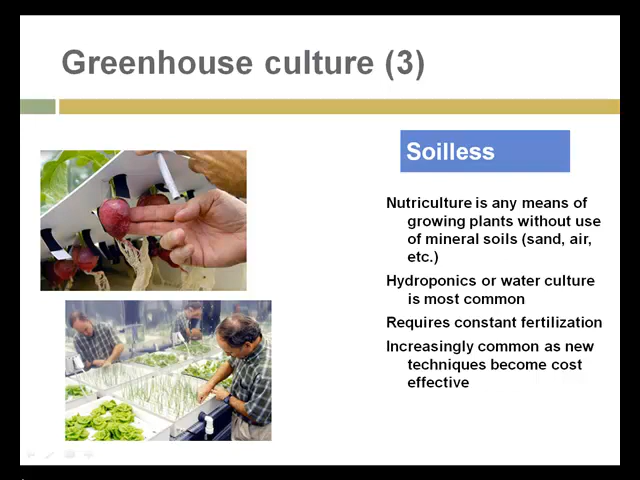 Greenhouse culture (3)
Soilless
Nutriculture is any means of
growing plants without use
of mineral soils (sand, air,
etc.)
Hydroponics or water culture
is most common
Requires constant fertilization
Increasingly common as new
techniques become cost
effective